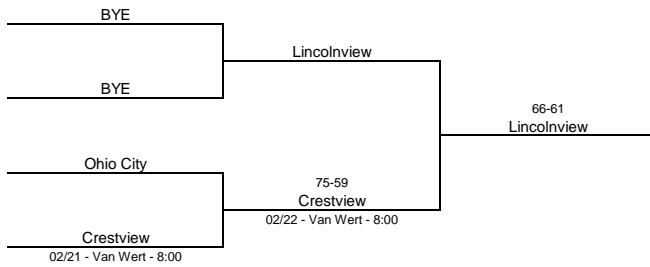 BYE
Lincolnview
BYE
66-61
Lincolnview
Ohio City
75-59
Crestview
02/22 - Van Wert - 8:00
Crestview
02/21 - Van Wert - 8:00